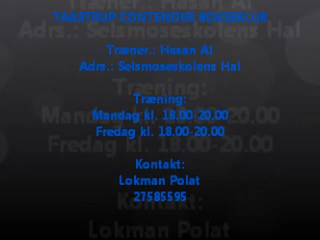 TAASTRUP CONTENDER BOKSEKLUB
Træner.: Hasan Al
Adrs.: Selsmoseskolens Hal
Træning:
Mandag kl. 18.00-20.00
Fredag kl. 18.00-20.00
Kontakt:
Lokman Polat
27585595